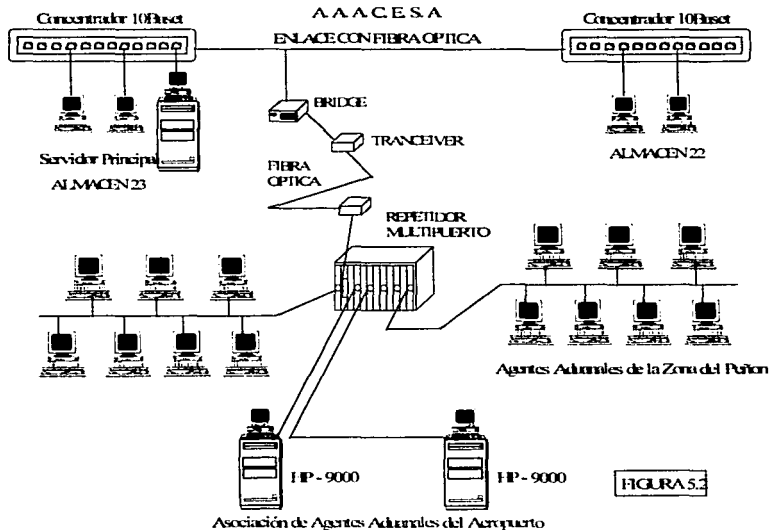 A.A.A.C.E.S.A
Concentrador 10Baset
Concentrador 10Baset
ENLACE CON FIBRA OPTICA
BRIDGE
TRANCEIVER
Servidor Principal
ALMACEN 23
ALMACEN 22
FIBRA
OPTICA
REPETIDOR
MULTIPUERTO
Agentes Aduanales de la Zona del Peñon
HP - 9000
HP - 9000
FIGURA 5.2
Asociación de Agentes Aduanales del Aeropuerto